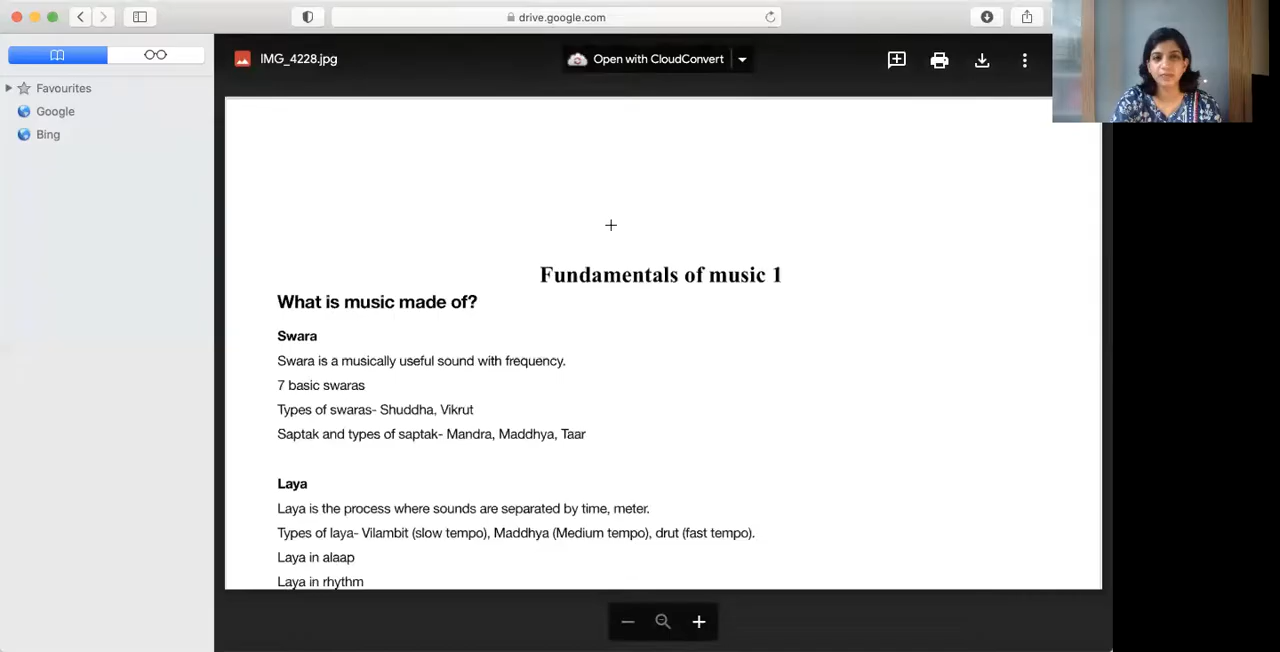 drive.google.com
IMG_4228.jpg
Open with CloudConvert
Favourites
Google
Bing
Fundamentals of music 1
What is music made of?
Swara
Swara is a musically useful sound with frequency.
7 basic swaras
Types of swaras- Shuddha, Vikrut
Saptak and types of saptak- Mandra, Maddhya, Taar
Laya
Laya is the process where sounds are separated by time, meter.
Types of laya- Vilambit (slow tempo), Maddhya (Medium tempo), drut (fast tempo).
Laya in alaap
Laya in rhythm